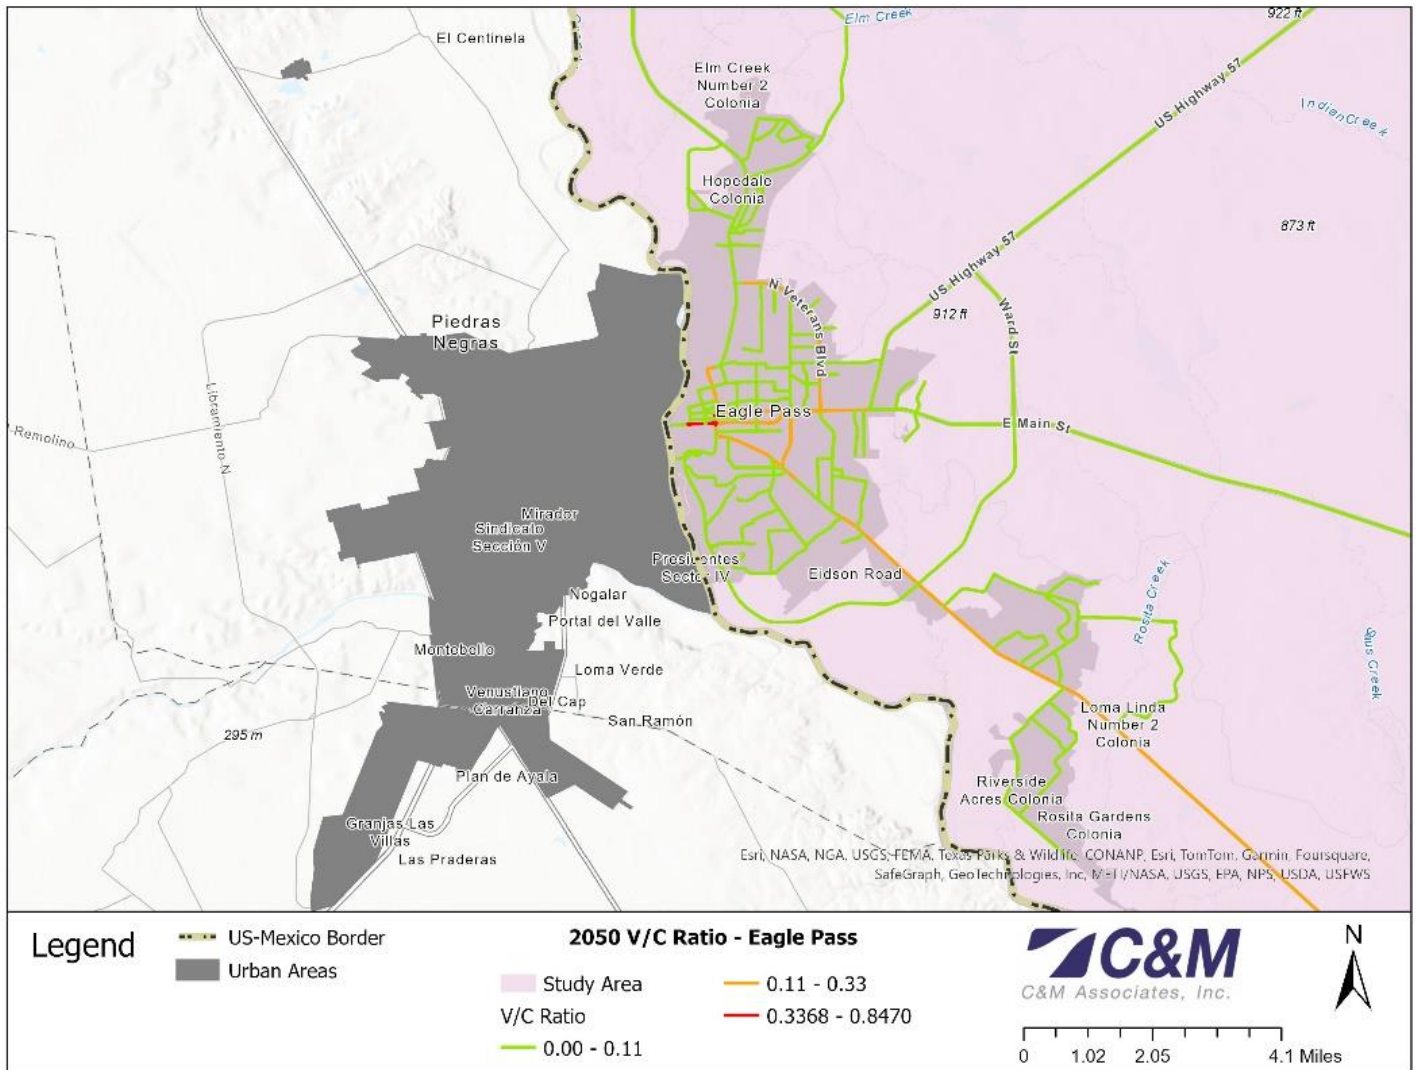 Elm Creek
922 ft
El Centinela
Elm Creek
Number 2
Colonia
US Highway 57
Indian Creek
Hopedale
Colonia
873 ft
US Highway 57
N Veterans Blvd
912 ft
Ward St
Piedras
Negras
Libramiento N
Remolino
Eagle Pass
E Main St
Mirador
Sindicalo
Sección V
Presidentes
Sector IV
Eidson Road
Nogalar
Portal del Valle
Rosita Creek
Montebello
Loma Verde
Venustiano
Carranza
Del Cap
San Ramón
295 m
Loma Linda
Number 2
Colonia
Plan de Ayala
Riverside
Acres Colonia
Rosita Gardens
Colonia
Granjas Las
Villas
Las Praderas
Esri, NASA, NGA, USGS, FEMA, Texas Parks & Wildlife, CONANP, Esri, TomTom, Garmin, Foursquare,
SafeGraph, GeoTechnologies, Inc, METI/NASA, USGS, EPA, NPS, USDA, USFWS
Legend
US-Mexico Border
Urban Areas
2050 V/C Ratio - Eagle Pass
Study Area
V/C Ratio
0.00 - 0.11
0.11 - 0.33
0.3368 - 0.8470
C&M
C&M Associates, Inc.
N
0 1.02 2.05 4.1 Miles